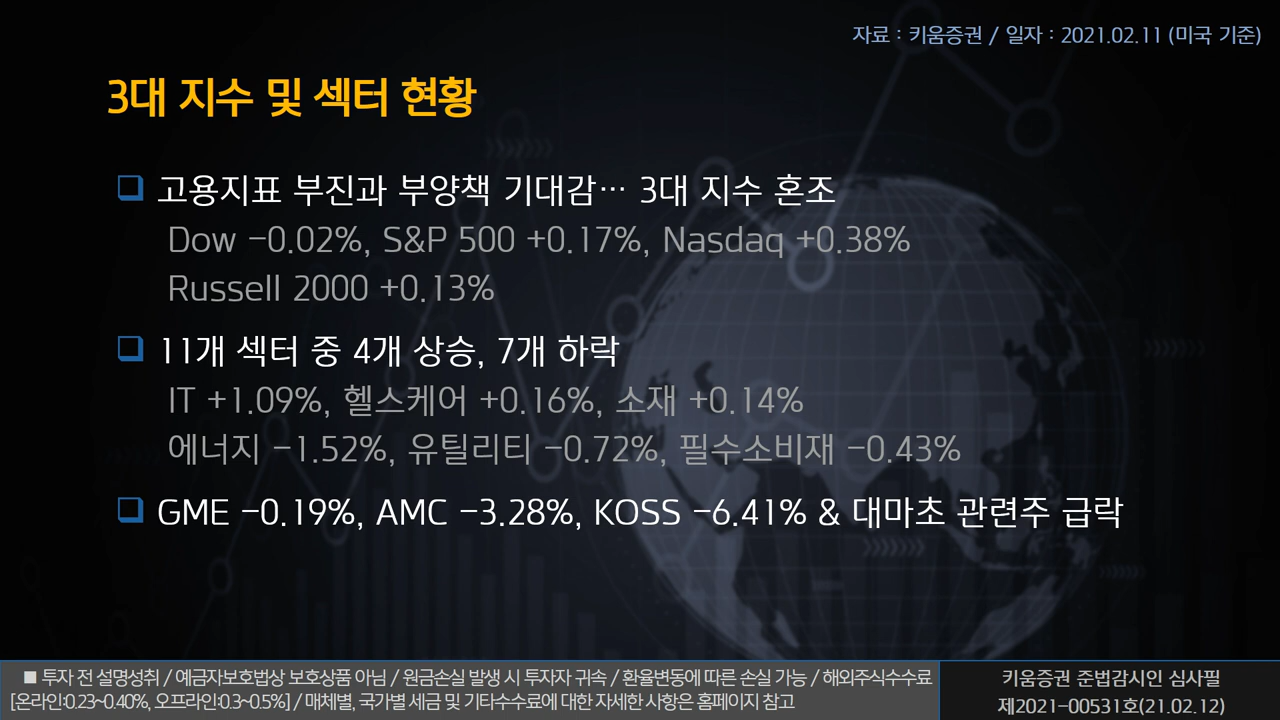 자료 : 키움증권 / 일자 : 2021.02.11 (미국 기준)
3대 지수 및 섹터 현황
❑ 고용지표 부진과 부양책 기대감… 3대 지수 혼조
Dow -0.02%, S&P 500 +0.17%, Nasdaq +0.38%
Russell 2000 +0.13%
❑ 11개 섹터 중 4개 상승, 7개 하락
IT +1.09%, 헬스케어 +0.16%, 소재 +0.14%
에너지 -1.52%, 유틸리티 -0.72%, 필수소비재 -0.43%
❑ GME -0.19%, AMC -3.28%, KOSS -6.41% & 대마초 관련주 급락
■ 투자 전 설명성취 / 예금자보호법상 보호상품 아님 / 원금손실 발생 시 투자자 귀속 / 환율변동에 따른 손실 가능 / 해외주식수수료
[온라인:0.23~0.40%, 오프라인:0.3~0.5%] / 매체별, 국가별 세금 및 기타수수료에 대한 자세한 사항은 홈페이지 참고
키움증권 준법감시인 심사필
제2021-00531호(21.02.12)